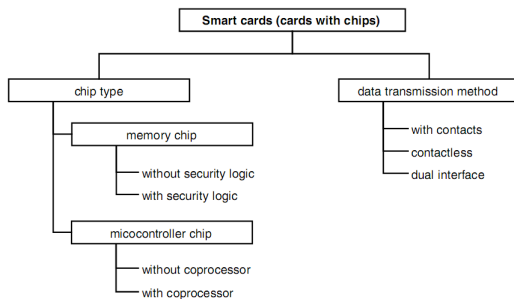 Smart cards (cards with chips)
chip type
data transmission method
memory chip
with contacts
contactless
dual interface
without security logic
with security logic
micocontroller chip
without coprocessor
with coprocessor